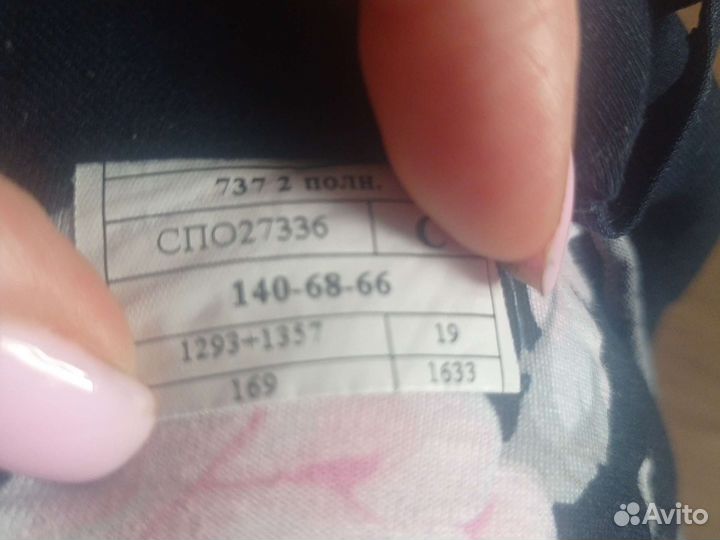 737 2 полн.
СПО27336 С
140-68-66
1293+1357 19
169 1633
Avito